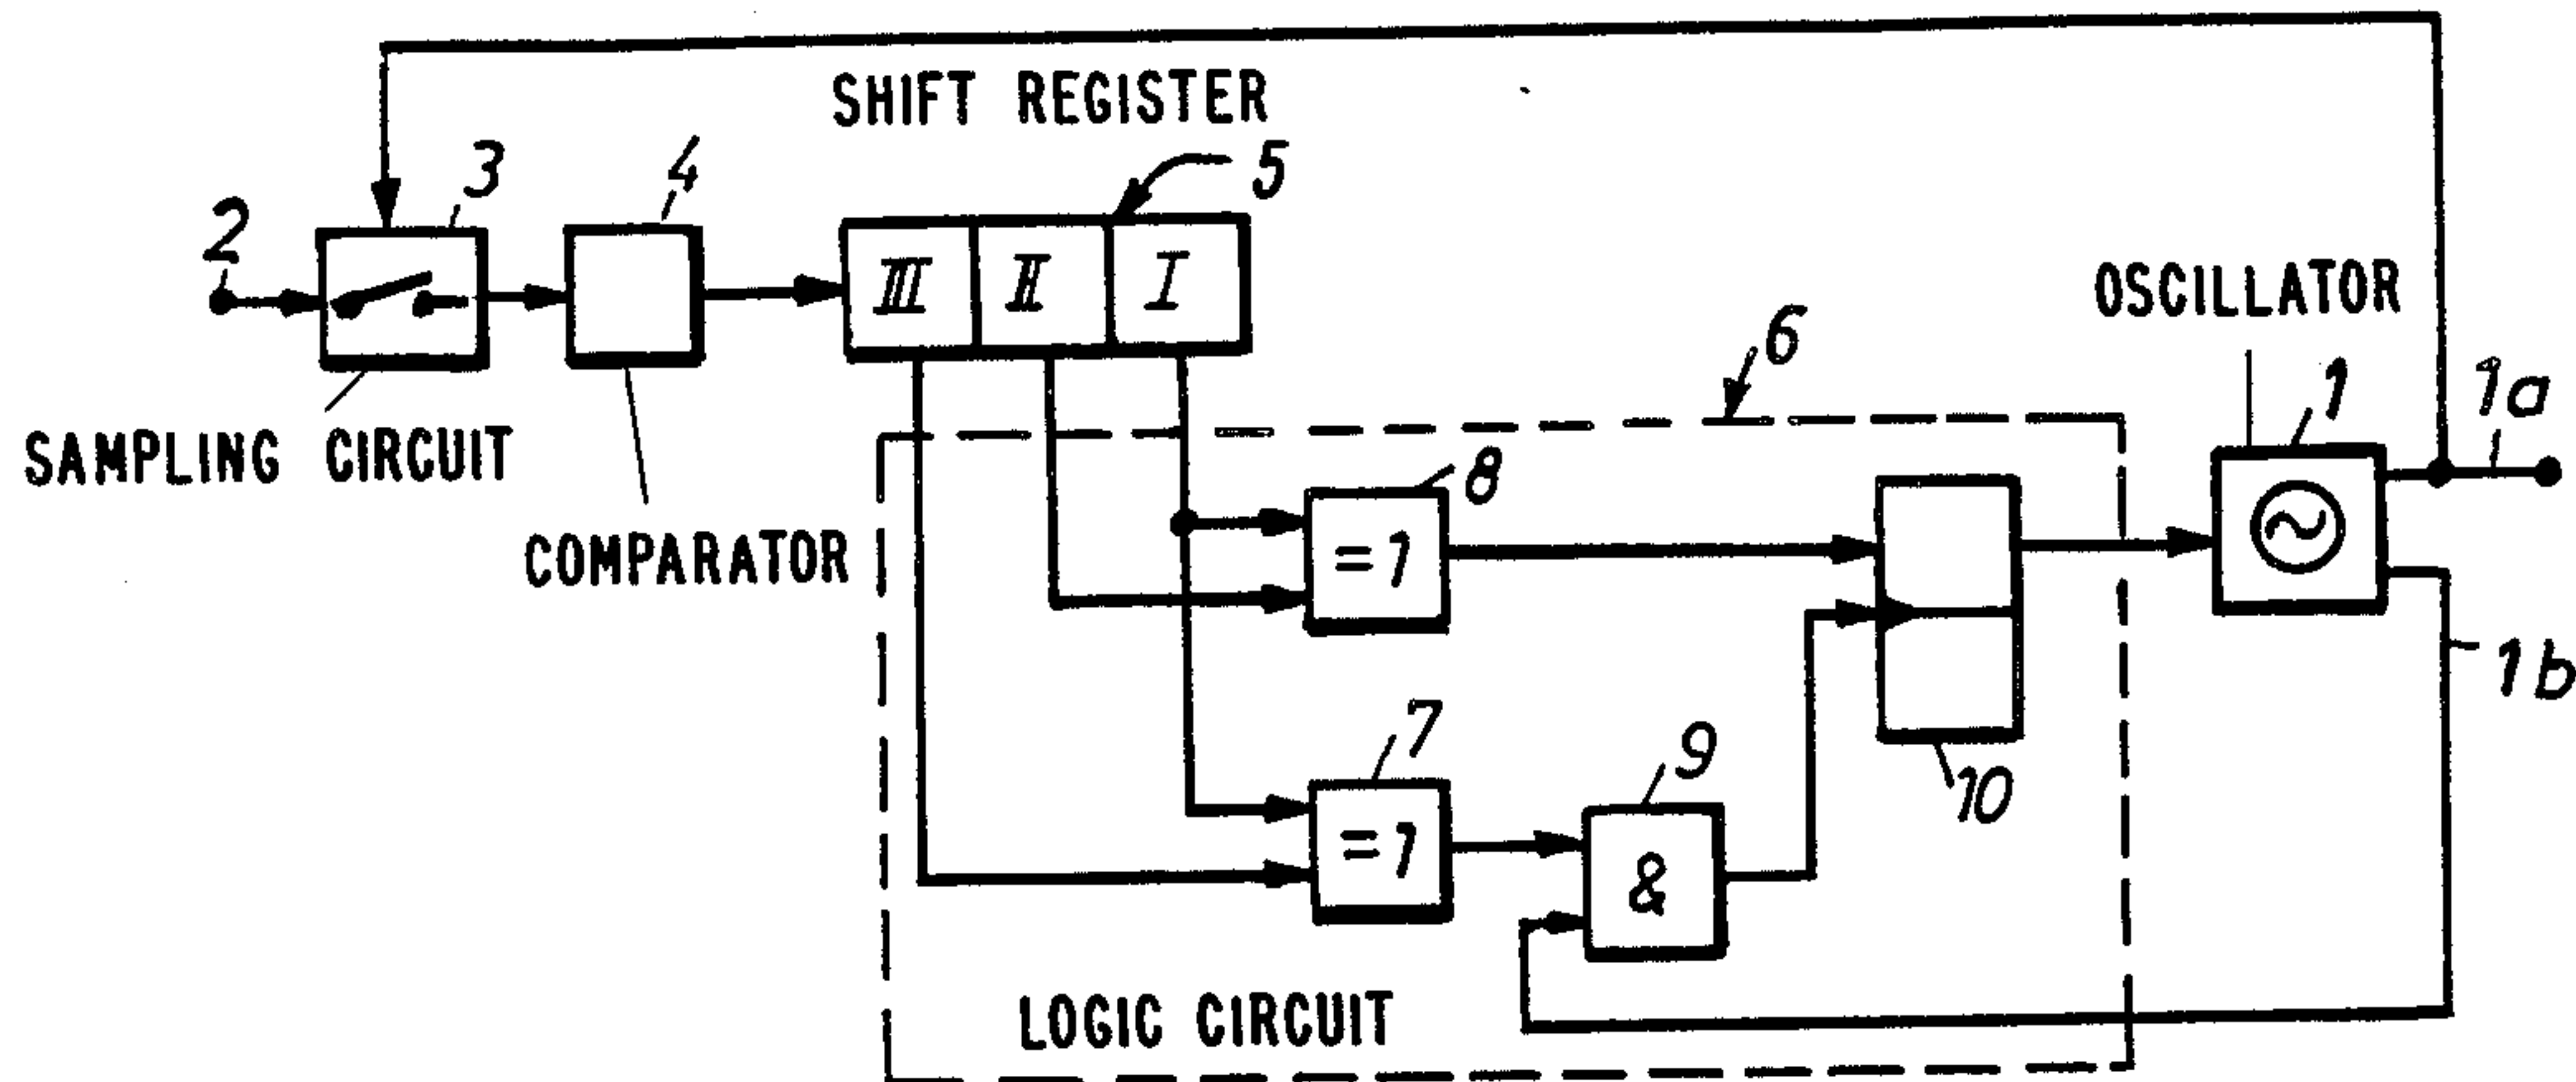 SHIFT REGISTER
2
3
4
5
III II I
SAMPLING CIRCUIT
COMPARATOR
6
OSCILLATOR
1
1a
1b
8
=1
10
7
=1
9
&
LOGIC CIRCUIT